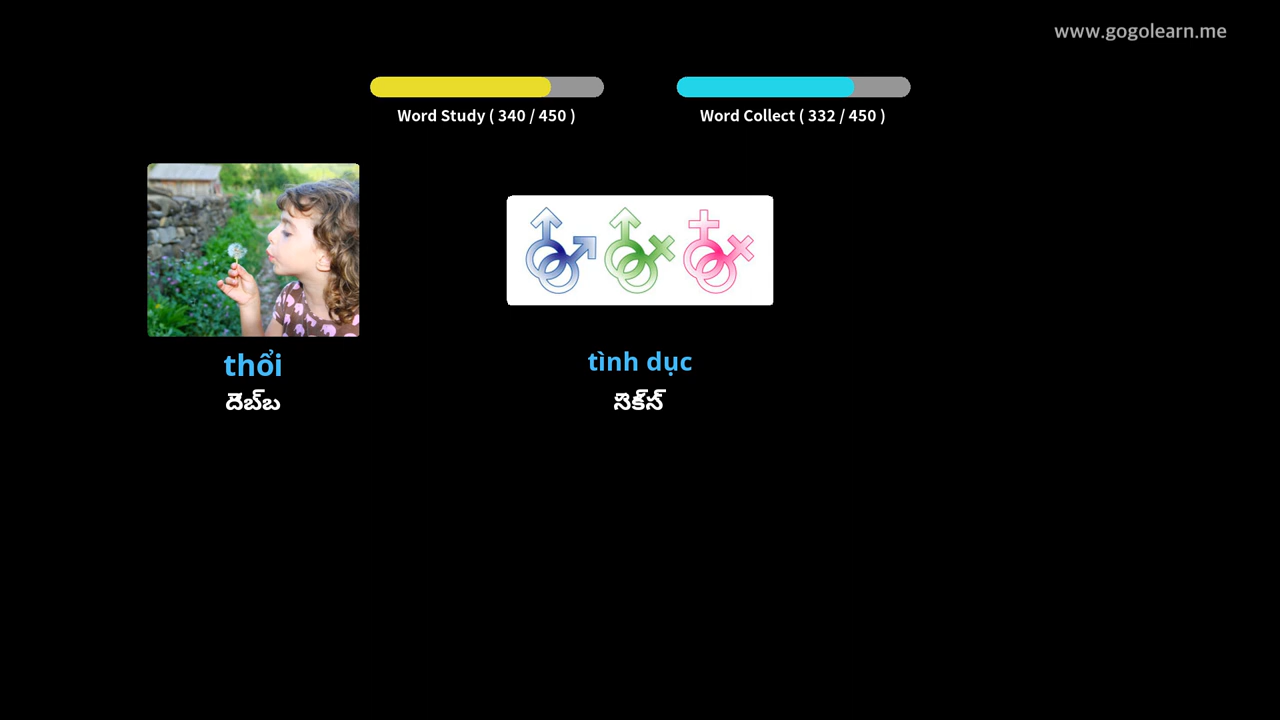 www.gogolearn.me
Word Study ( 340 / 450 )
Word Collect ( 332 / 450 )
thổi
దెబ్బ
tình dục
సెక్స్